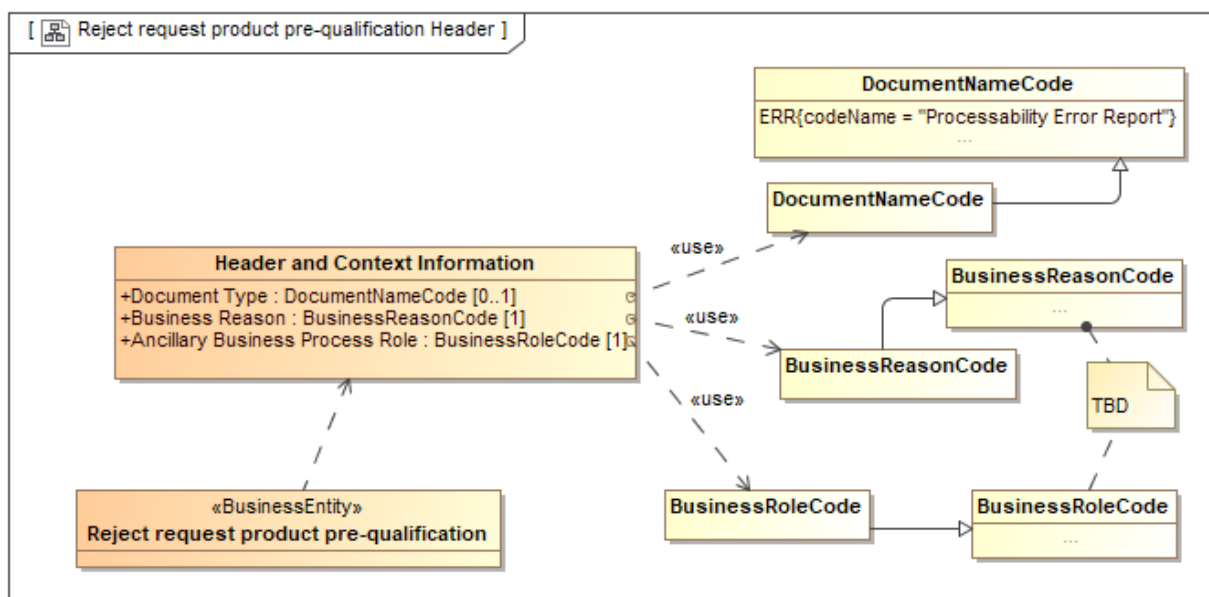 [ Reject request product pre-qualification Header ]
DocumentNameCode
ERR{codeName = "Processability Error Report"}
...
DocumentNameCode
«use»
Header and Context Information
+Document Type : DocumentNameCode [0..1]
+Business Reason : BusinessReasonCode [1]
+Ancillary Business Process Role : BusinessRoleCode [1]
BusinessReasonCode
...
«use»
BusinessReasonCode
«use»
TBD
«BusinessEntity»
Reject request product pre-qualification
BusinessRoleCode
BusinessRoleCode
...